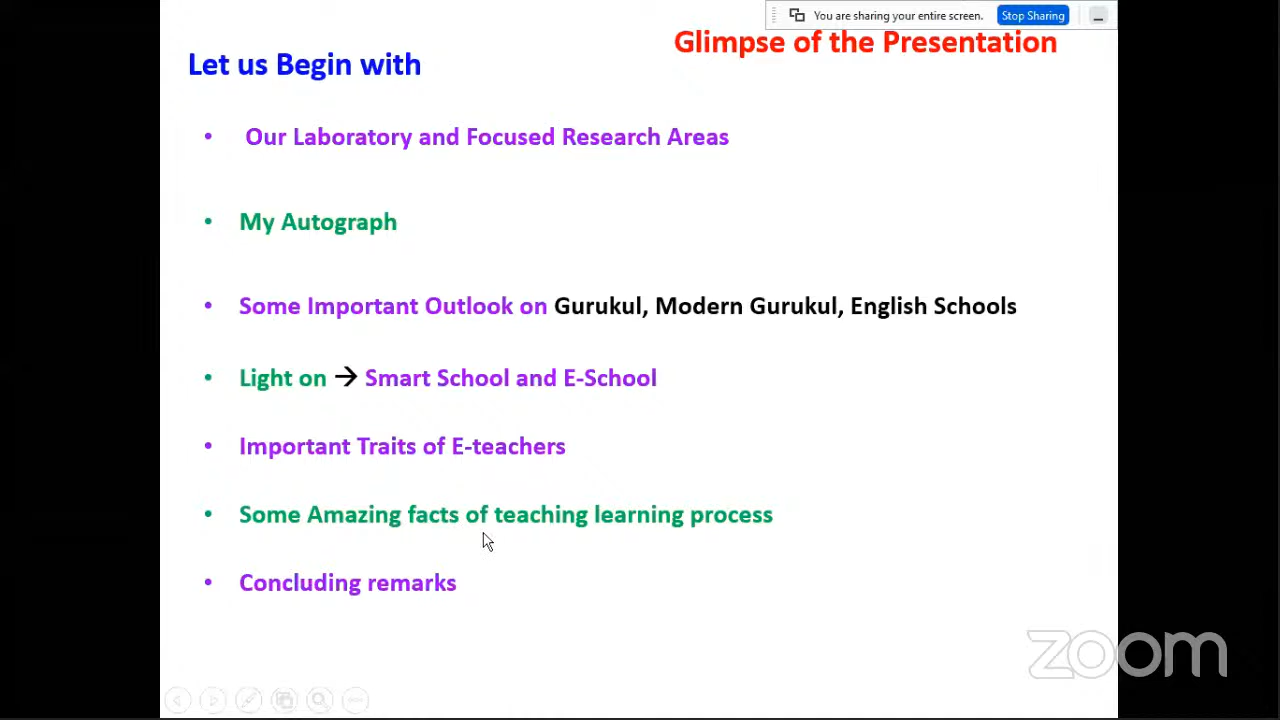 You are sharing your entire screen. Stop Sharing
Glimpse of the Presentation
Let us Begin with
• Our Laboratory and Focused Research Areas
• My Autograph
• Some Important Outlook on Gurukul, Modern Gurukul, English Schools
• Light on → Smart School and E-School
• Important Traits of E-teachers
• Some Amazing facts of teaching learning process
• Concluding remarks
zoom